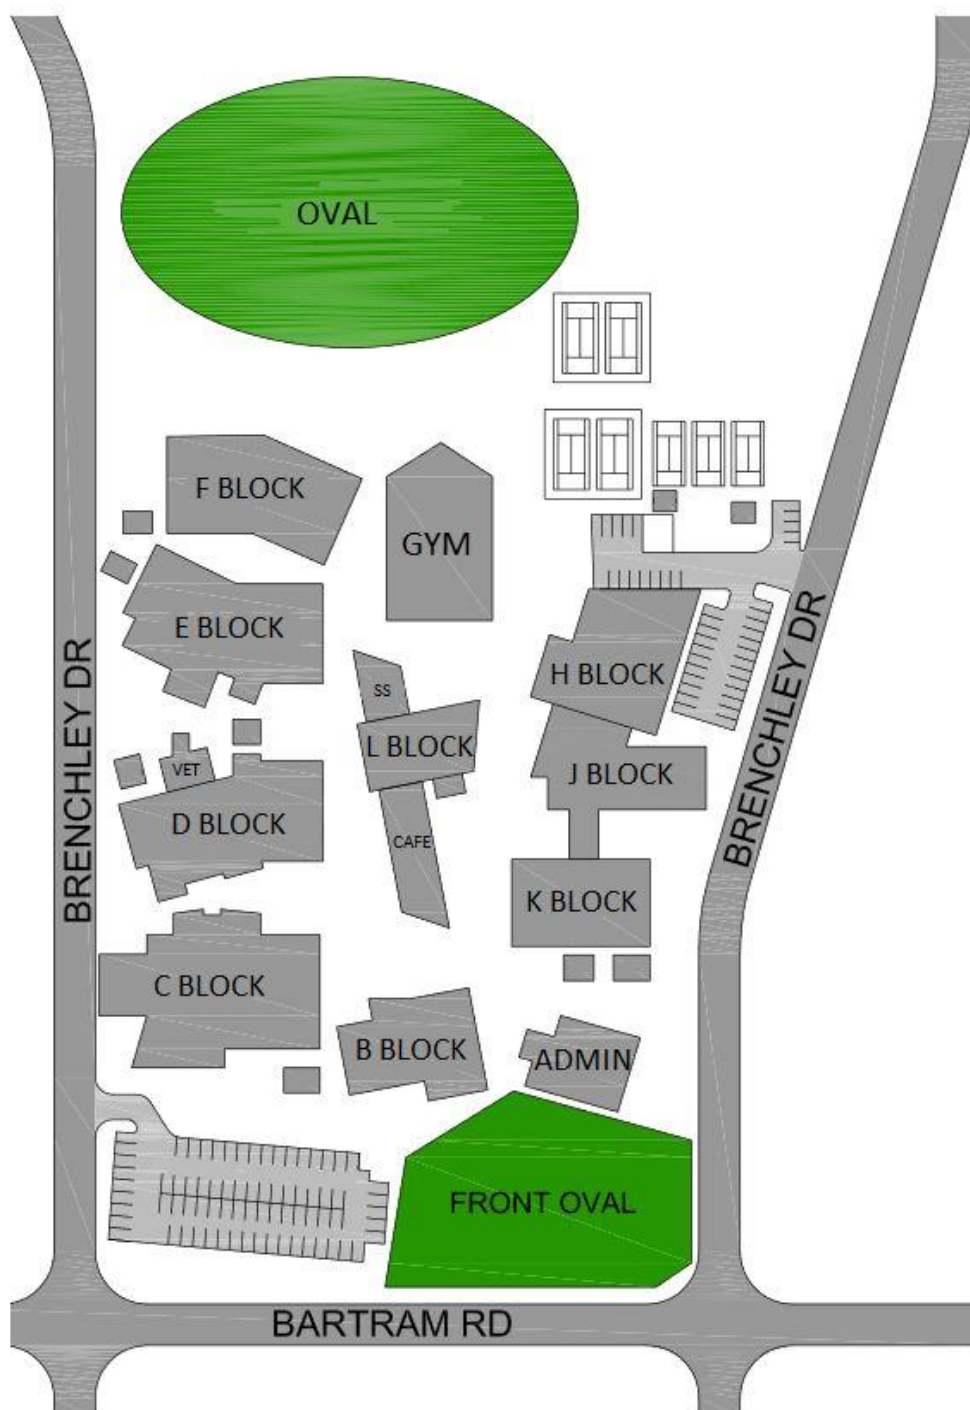 OVAL
F BLOCK
GYM
E BLOCK
H BLOCK
SS
L BLOCK
J BLOCK
VET
D BLOCK
CAFE
K BLOCK
C BLOCK
B BLOCK
ADMIN
FRONT OVAL
BRENCHLEY DR
BRENCHLEY DR
BARTRAM RD